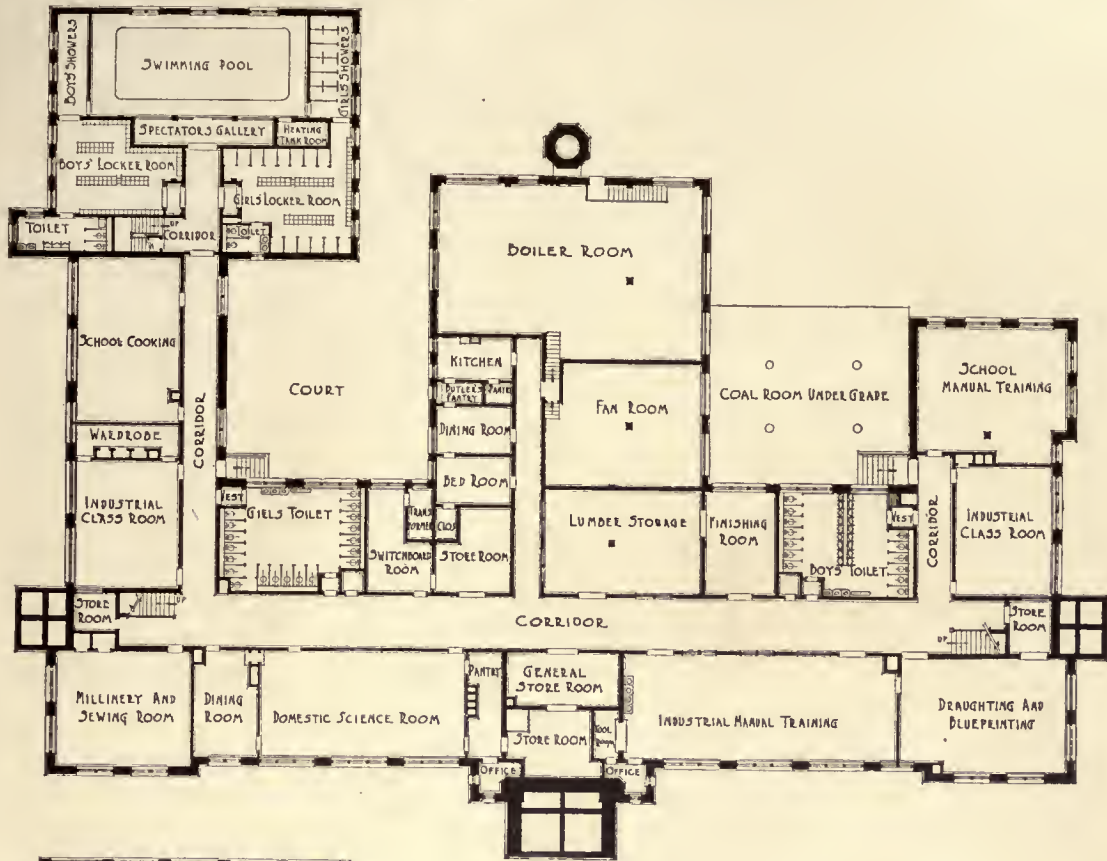 BOYS' SHOWERS
SWIMMING POOL
GIRLS SHOWERS
SPECTATORS GALLERY
HEATING
TANK ROOM
BOYS' LOCKER ROOM
GIRLS LOCKER ROOM
TOILET
UP
CORRIDOR
TOILET
BOILER ROOM
SCHOOL COOKING
COURT
KITCHEN
BUTLER'S
PANTRY
PANTRY
DINING ROOM
FAN ROOM
COAL ROOM UNDER GRADE
SCHOOL
MANUAL TRAINING
WARDROBE
CORRIDOR
BED ROOM
INDUSTRIAL
CLASS ROOM
VEST
GIRLS TOILET
TRANS
FORMER
CLOS
SWITCHBOARD
ROOM
STORE ROOM
LUMBER STORAGE
FINISHING
ROOM
BOYS TOILET
VEST
CORRIDOR
INDUSTRIAL
CLASS ROOM
STORE
ROOM
UP
CORRIDOR
UP
STORE
ROOM
MILLINERY AND
SEWING ROOM
DINING
ROOM
DOMESTIC SCIENCE ROOM
PANTRY
GENERAL
STORE ROOM
STORE ROOM
TOOL
ROOM
INDUSTRIAL MANUAL TRAINING
DRAUGHTING AND
BLUEPRINTING
OFFICE
OFFICE